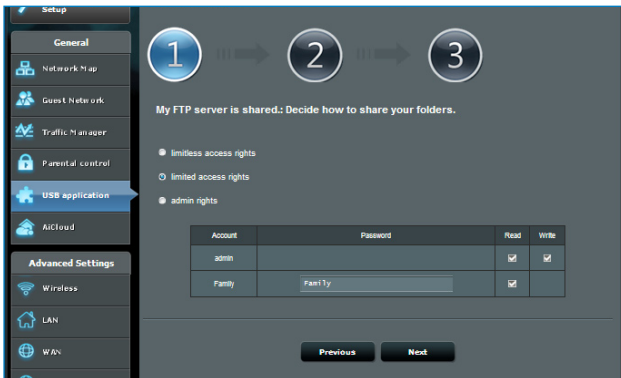 Setup
General
Network Map
Guest Network
Traffic Manager
Parental control
USB application
AiCloud
Advanced Settings
Wireless
LAN
WAN
1 2 3
My FTP server is shared.: Decide how to share your folders.
limitless access rights
limited access rights
admin rights
Account Password Read Write
admin
Family Family
Previous Next